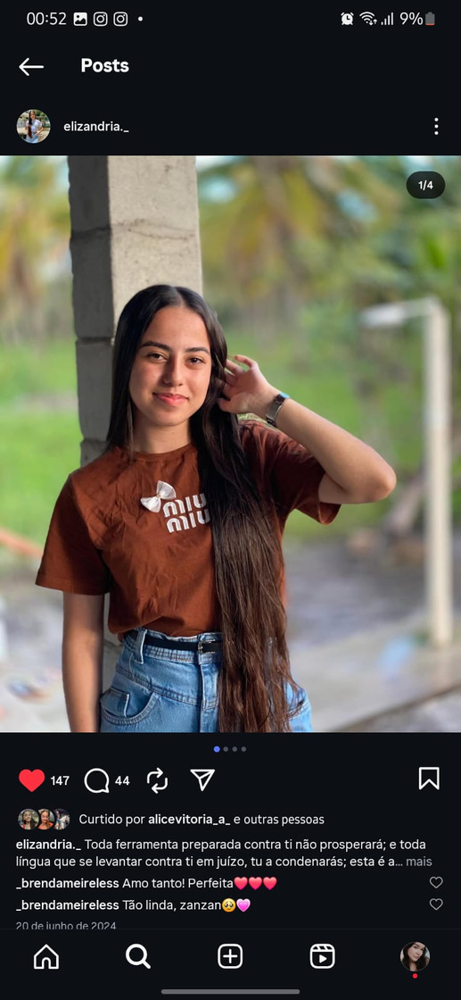 00:52
9%
Posts
elizandria._
1/4
MIU
MIU
147
44
Curtido por alicevitoria_a_ e outras pessoas
elizandria._ Toda ferramenta preparada contra ti não prosperará; e toda
língua que se levantar contra ti em juízo, tu a condenarás; esta é a... mais
_brendameireless Amo tanto! Perfeita❤️❤️❤️
_brendameireless Tão linda, zanzan🥹💗
20 de junho de 2024